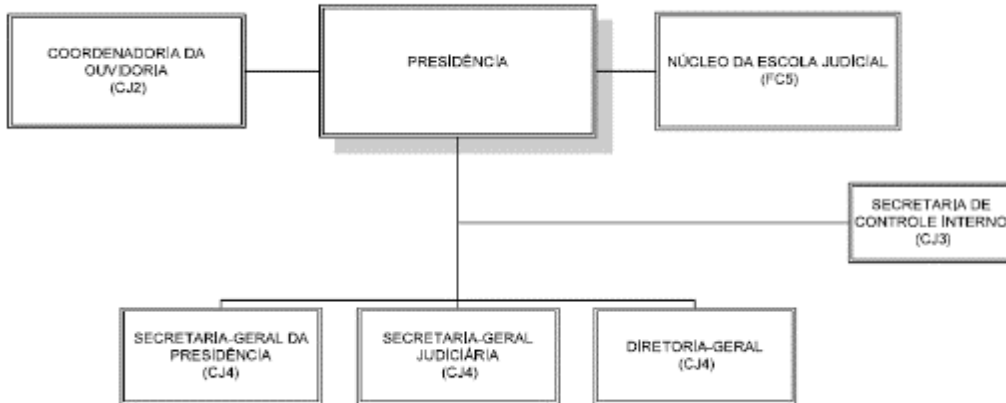 COORDENADORIA DA
OUVIDORIA
(CJ2)
PRESIDÊNCIA
NÚCLEO DA ESCOLA JUDICIAL
(FC5)
SECRETARIA DE
CONTROLE INTERNO
(CJ3)
SECRETARIA-GERAL DA
PRESIDÊNCIA
(CJ4)
SECRETARIA-GERAL
JUDICIÁRIA
(CJ4)
DIRETORIA-GERAL
(CJ4)